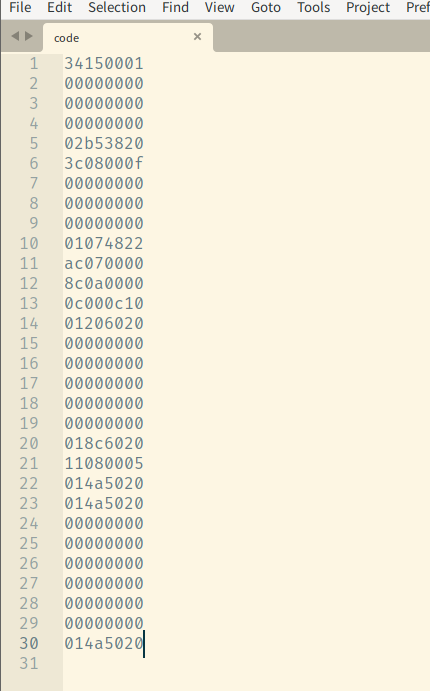 File Edit Selection Find View Goto Tools Project Pref
code ×
1 34150001
2 00000000
3 00000000
4 00000000
5 02b53820
6 3c08000f
7 00000000
8 00000000
9 00000000
10 01074822
11 ac070000
12 8c0a0000
13 0c000c10
14 01206020
15 00000000
16 00000000
17 00000000
18 00000000
19 00000000
20 018c6020
21 11080005
22 014a5020
23 014a5020
24 00000000
25 00000000
26 00000000
27 00000000
28 00000000
29 00000000
30 014a5020
31